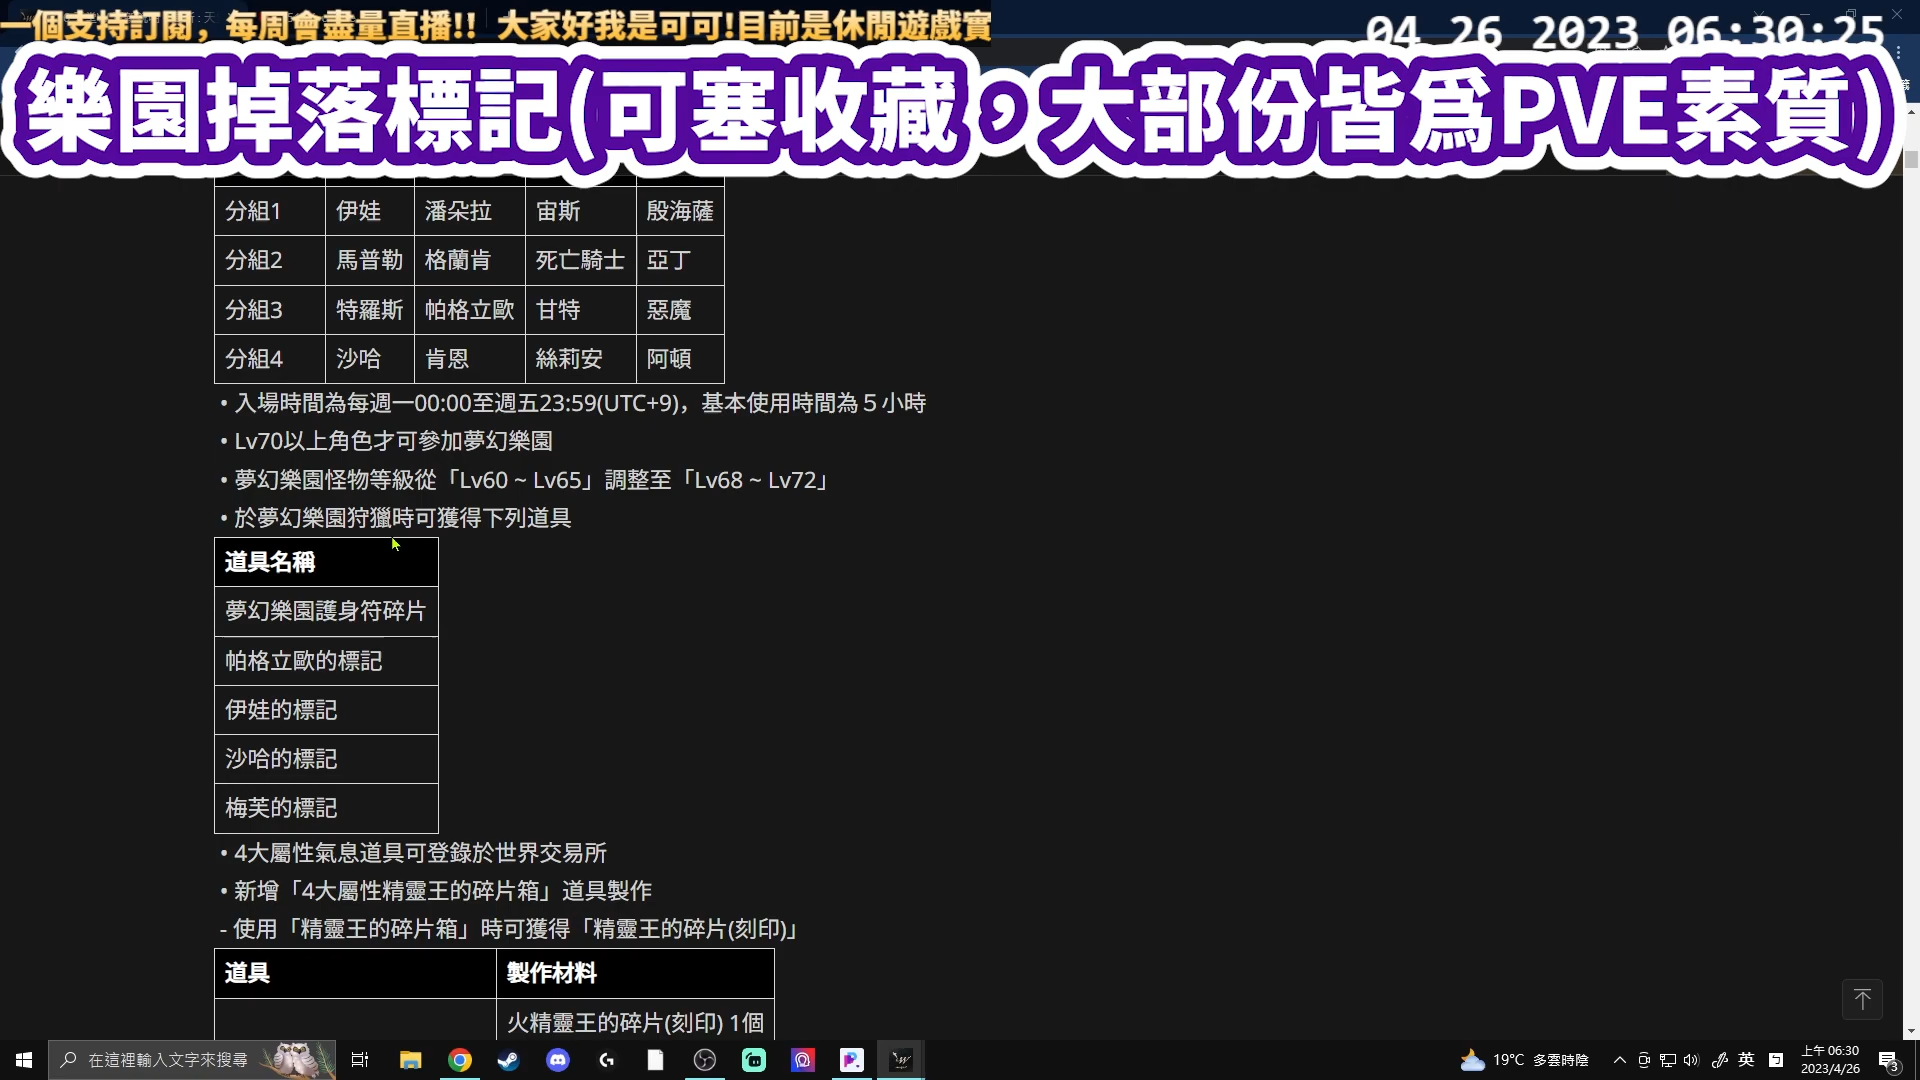 一個支持訂閱，每周會盡量直播!! 大家好我是可可!目前是休閒遊戲實
04 26 2023 06:30:25
樂園掉落標記(可塞收藏，大部份皆為PVE素質)
分組1 伊娃 潘朵拉 宙斯 殷海薩
分組2 馬普勒 格蘭肯 死亡騎士 亞丁
分組3 特羅斯 帕格立歐 甘特 惡魔
分組4 沙哈 肯恩 絲莉安 阿頓
• 入場時間為每週一00:00至週五23:59(UTC+9)，基本使用時間為５小時
• Lv70以上角色才可參加夢幻樂園
• 夢幻樂園怪物等級從「Lv60 ~ Lv65」調整至「Lv68 ~ Lv72」
• 於夢幻樂園狩獵時可獲得下列道具
道具名稱
夢幻樂園護身符碎片
帕格立歐的標記
伊娃的標記
沙哈的標記
梅芙的標記
• 4大屬性氣息道具可登錄於世界交易所
• 新增「4大屬性精靈王的碎片箱」道具製作
- 使用「精靈王的碎片箱」時可獲得「精靈王的碎片(刻印)」
道具 製作材料
火精靈王的碎片(刻印) 1個
在這裡輸入文字來搜尋
19°C 多雲時陰
英
上午 06:30
2023/4/26
3